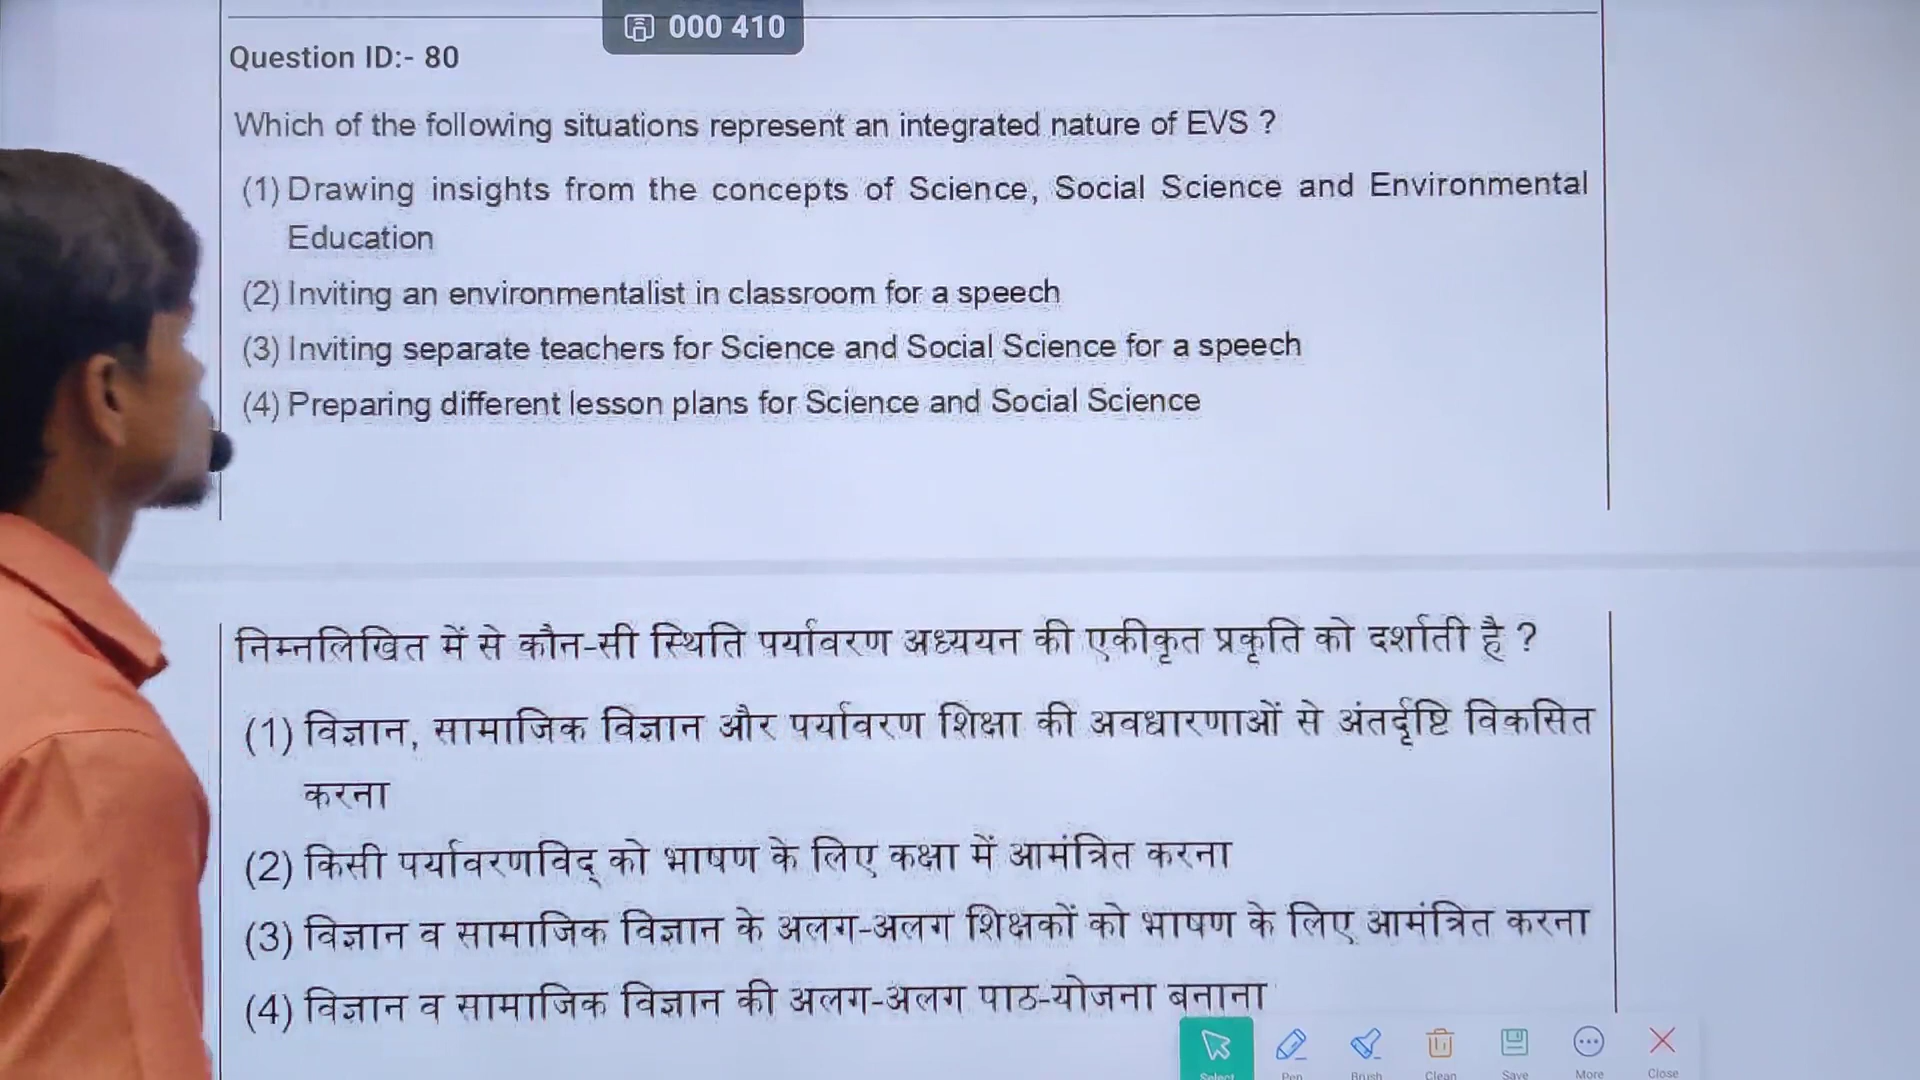 000 410
Question ID:- 80
Which of the following situations represent an integrated nature of EVS ?
(1) Drawing insights from the concepts of Science, Social Science and Environmental
Education
(2) Inviting an environmentalist in classroom for a speech
(3) Inviting separate teachers for Science and Social Science for a speech
(4) Preparing different lesson plans for Science and Social Science
निम्नलिखित में से कौन-सी स्थिति पर्यावरण अध्ययन की एकीकृत प्रकृति को दर्शाती है ?
(1) विज्ञान, सामाजिक विज्ञान और पर्यावरण शिक्षा की अवधारणाओं से अंतर्दृष्टि विकसित
करना
(2) किसी पर्यावरणविद् को भाषण के लिए कक्षा में आमंत्रित करना
(3) विज्ञान व सामाजिक विज्ञान के अलग-अलग शिक्षकों को भाषण के लिए आमंत्रित करना
(4) विज्ञान व सामाजिक विज्ञान की अलग-अलग पाठ-योजना बनाना
Select Pen Brush Clean Save More Close